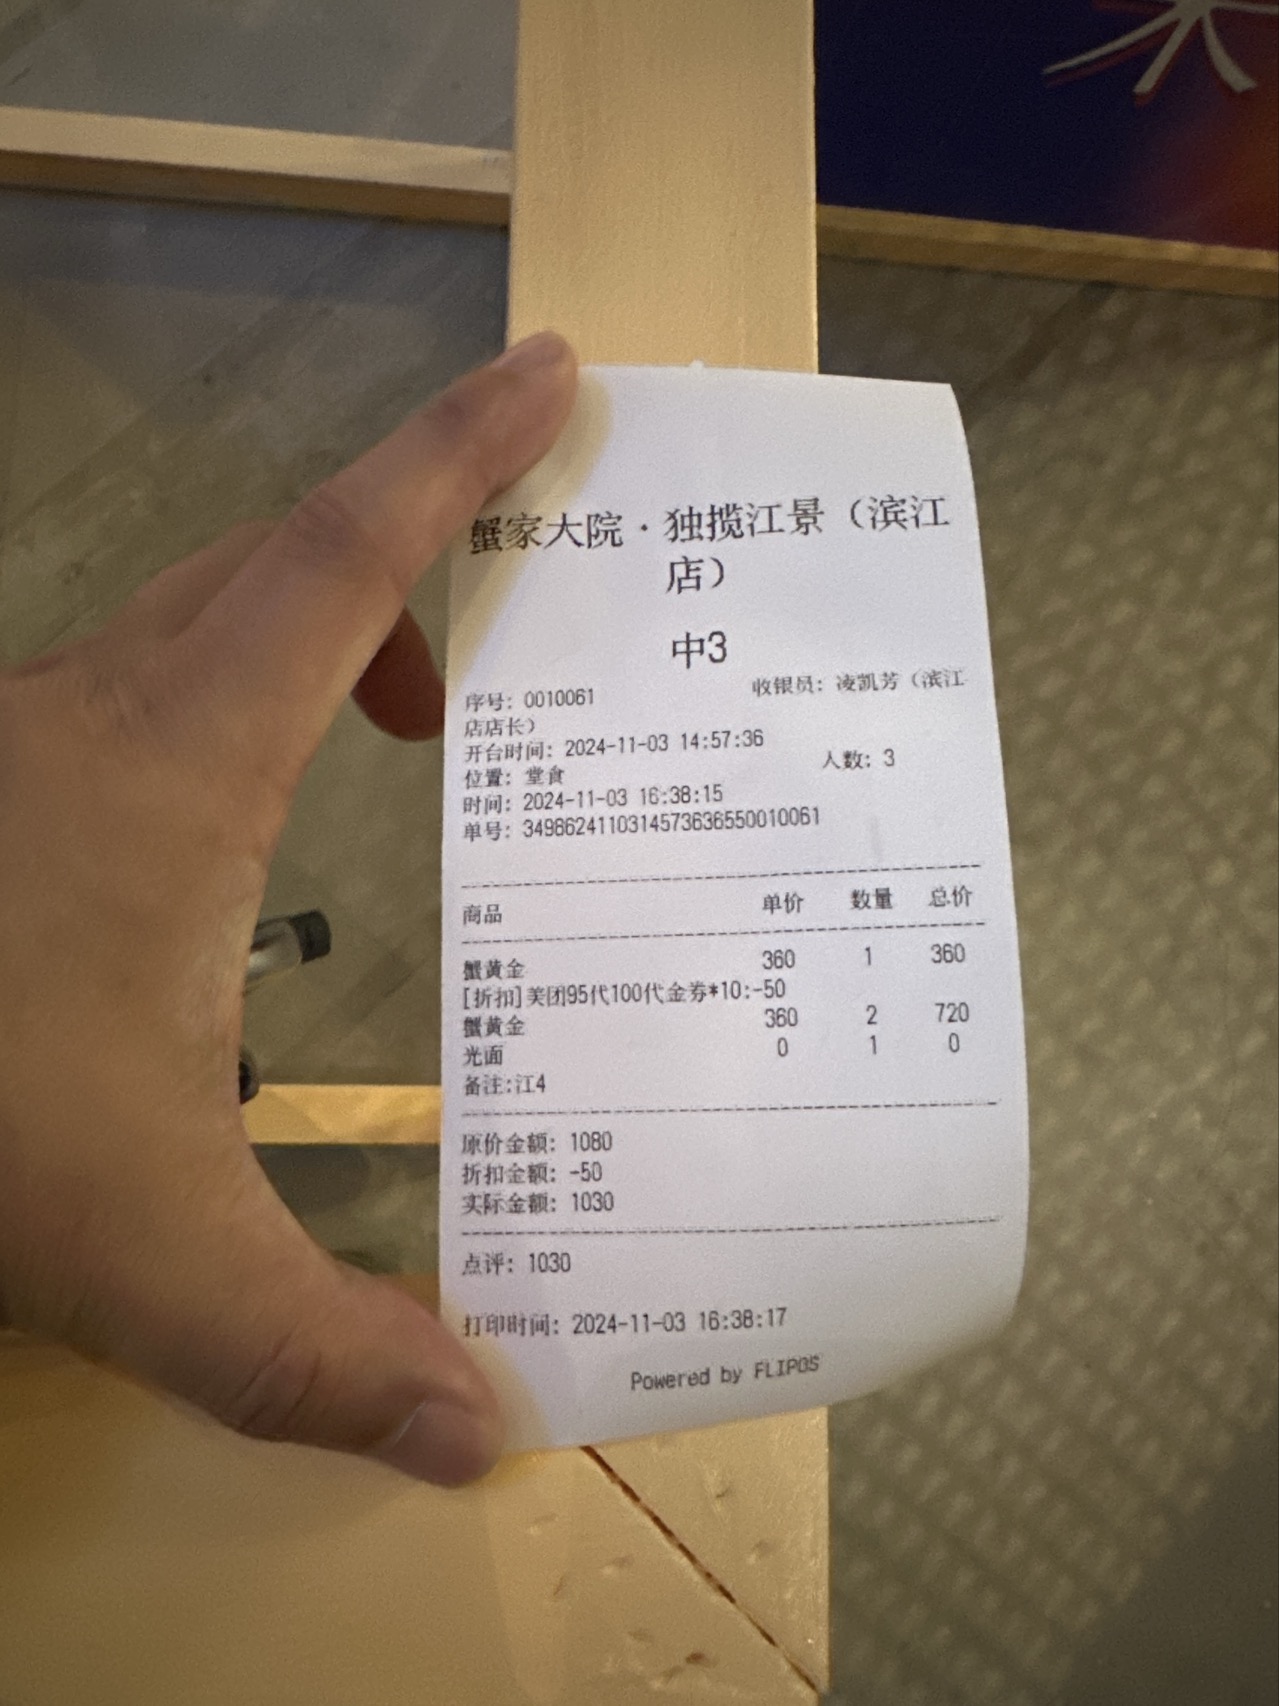 蟹家大院·独揽江景（滨江
店）
中3
序号: 0010061 收银员: 凌凯芳（滨江
店店长）
开台时间: 2024-11-03 14:57:36
位置: 堂食 人数: 3
时间: 2024-11-03 16:38:15
单号: 3498624110314573636550010061
商品 单价 数量 总价
蟹黄金 360 1 360
[折扣]美团95代100代金券*10:-50
蟹黄金 360 2 720
光面 0 1 0
备注:江4
原价金额: 1080
折扣金额: -50
实际金额: 1030
点评: 1030
打印时间: 2024-11-03 16:38:17
Powered by FLIPOS